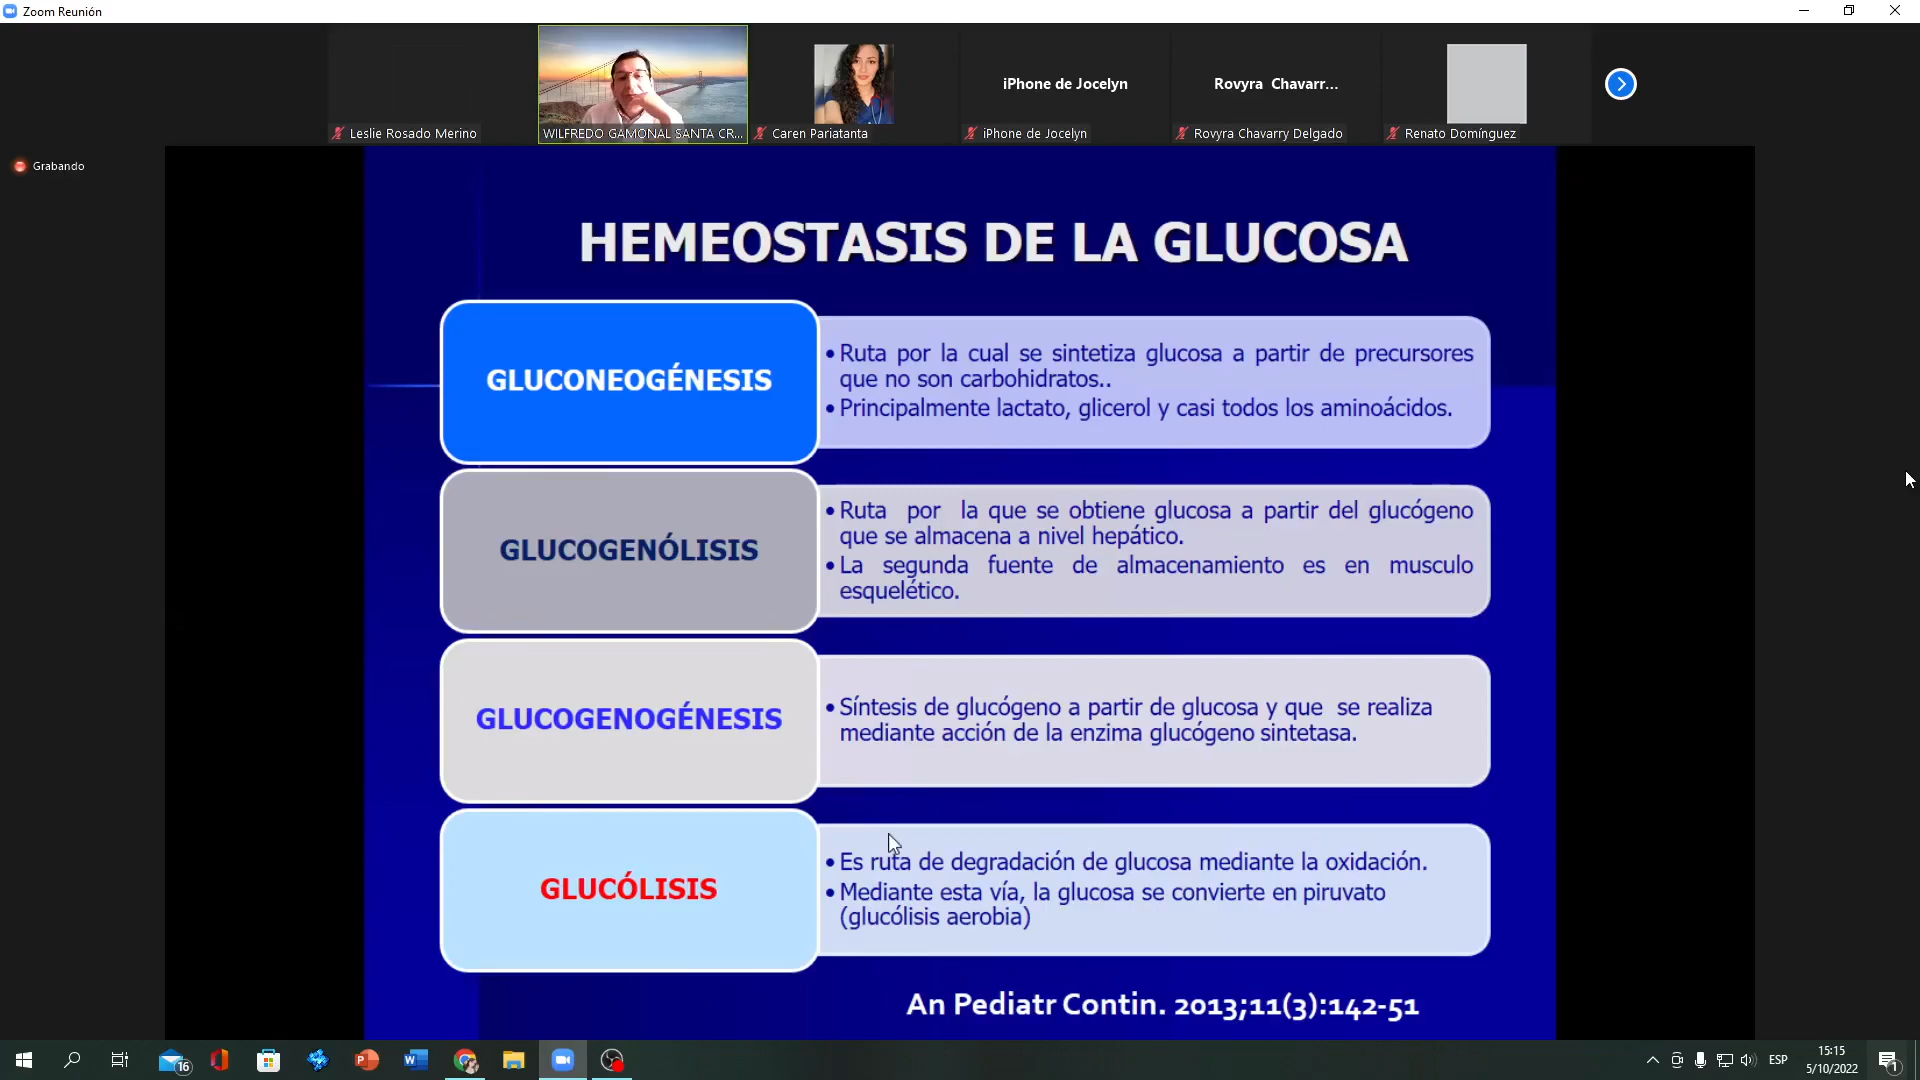 Zoom Reunión
iPhone de Jocelyn
Rovyra Chavarr...
Leslie Rosado Merino
WILFREDO GAMONAL SANTA CR...
Caren Pariatanta
iPhone de Jocelyn
Rovyra Chavarry Delgado
Renato Domínguez
Grabando
HEMEOSTASIS DE LA GLUCOSA
GLUCONEOGÉNESIS
•Ruta por la cual se sintetiza glucosa a partir de precursores
que no son carbohidratos..
•Principalmente lactato, glicerol y casi todos los aminoácidos.
GLUCOGENÓLISIS
•Ruta por la que se obtiene glucosa a partir del glucógeno
que se almacena a nivel hepático.
•La segunda fuente de almacenamiento es en musculo
esquelético.
GLUCOGENOGÉNESIS
•Síntesis de glucógeno a partir de glucosa y que se realiza
mediante acción de la enzima glucógeno sintetasa.
GLUCÓLISIS
•Es ruta de degradación de glucosa mediante la oxidación.
•Mediante esta vía, la glucosa se convierte en piruvato
(glucólisis aerobia)
An Pediatr Contin. 2013;11(3):142-51
16
ESP
15:15
5/10/2022
1